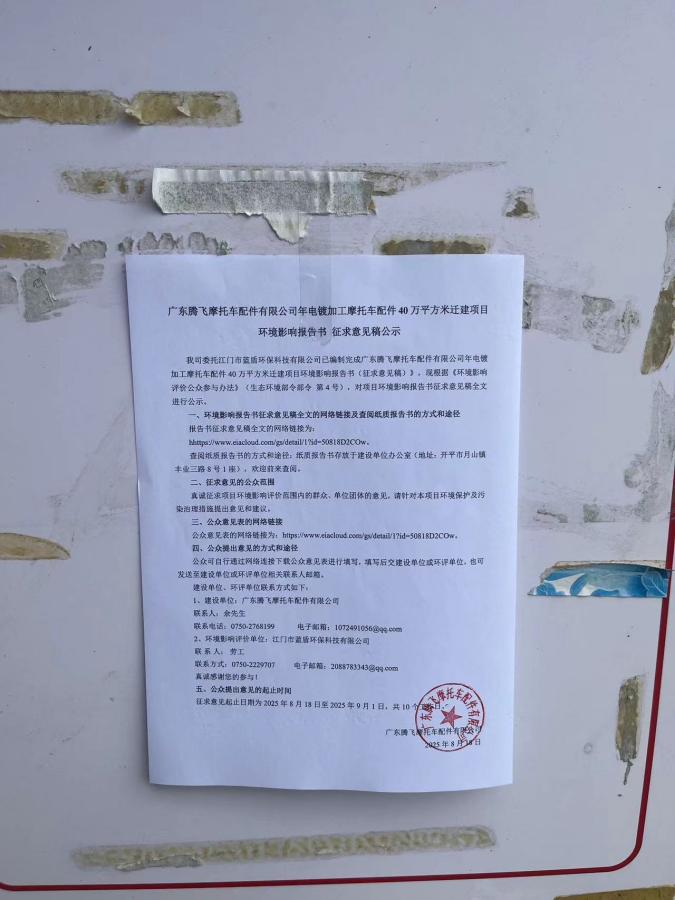 广东腾飞摩托车配件有限公司年电镀加工摩托车配件 40 万平方米迁建项目
环境影响报告书 征求意见稿公示
我司委托江门市蓝盾环保科技有限公司已编制完成广东腾飞摩托车配件有限公司年电镀
加工摩托车配件 40 万平方米迁建项目环境影响报告书（征求意见稿）》，现根据《环境影响
评价公众参与办法》（生态环境部令部令 第 4 号），对项目环境影响报告书征求意见稿全文
进行公示。
一、环境影响报告书征求意见稿全文的网络链接及查阅纸质报告书的方式和途径
报告书征求意见稿全文的网络链接为：
hhttps://www.eiacloud.com/gs/detail/1?id=50818D2COw。
查阅纸质报告书的方式和途径：纸质报告书存放于建设单位办公室（地址：开平市月山镇
丰业三路 8 号 1 座），欢迎前来查阅。
二、征求意见的公众范围
真诚征求项目环境影响评价范围内的群众、单位团体的意见，请针对本项目环境保护及污
染治理措施提出意见和建议。
三、公众意见表的网络链接
公众意见表的网络链接为：https://www.eiacloud.com/gs/detail/1?id=50818D2COw。
四、公众提出意见的方式和途径
公众可自行通过网络连接下载公众意见表进行填写，填写后交建设单位或环评单位，也可
发送至建设单位或环评单位相关联系人邮箱。
建设单位、环评单位联系方式如下：
1、建设单位：广东腾飞摩托车配件有限公司
联系人：余先生
联系电话：0750-2768199 电子邮箱：1072491056@qq.com
2、环境影响评价单位：江门市蓝盾环保科技有限公司
联 系 人： 劳工
联系方式：0750-2229707 电子邮箱：2088783343@qq.com
真诚感谢您的参与！
五、公众提出意见的起止时间
征求意见起止日期为 2025 年 8 月 18 日至 2025 年 9 月 1 日，共 10 个工作日。
广东腾飞摩托车配件有限公司
广东腾飞摩托车配件有限公司
2025 年 8 月 18 日